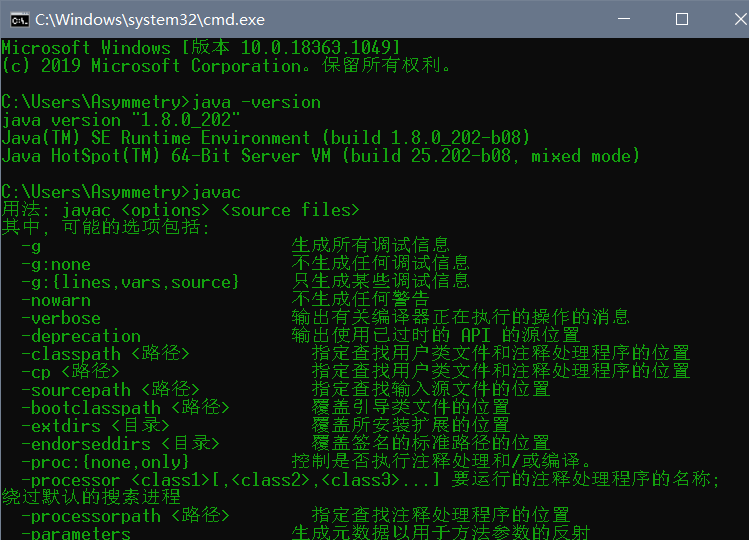 C:\Windows\system32\cmd.exe
Microsoft Windows [版本 10.0.18363.1049]
(c) 2019 Microsoft Corporation。保留所有权利。
C:\Users\Asymmetry>java -version
java version "1.8.0_202"
Java(TM) SE Runtime Environment (build 1.8.0_202-b08)
Java HotSpot(TM) 64-Bit Server VM (build 25.202-b08, mixed mode)
C:\Users\Asymmetry>javac
用法: javac <options> <source files>
其中, 可能的选项包括:
-g 生成所有调试信息
-g:none 不生成任何调试信息
-g:{lines,vars,source} 只生成某些调试信息
-nowarn 不生成任何警告
-verbose 输出有关编译器正在执行的操作的消息
-deprecation 输出使用已过时的 API 的源位置
-classpath <路径> 指定查找用户类文件和注释处理程序的位置
-cp <路径> 指定查找用户类文件和注释处理程序的位置
-sourcepath <路径> 指定查找输入源文件的位置
-bootclasspath <路径> 覆盖引导类文件的位置
-extdirs <目录> 覆盖所安装扩展的位置
-endorseddirs <目录> 覆盖签名的标准路径的位置
-proc:{none,only} 控制是否执行注释处理和/或编译。
-processor <class1>[,<class2>,<class3>...] 要运行的注释处理程序的名称;
绕过默认的搜索进程
-processorpath <路径> 指定查找注释处理程序的位置
-parameters 生成元数据以用于方法参数的反射